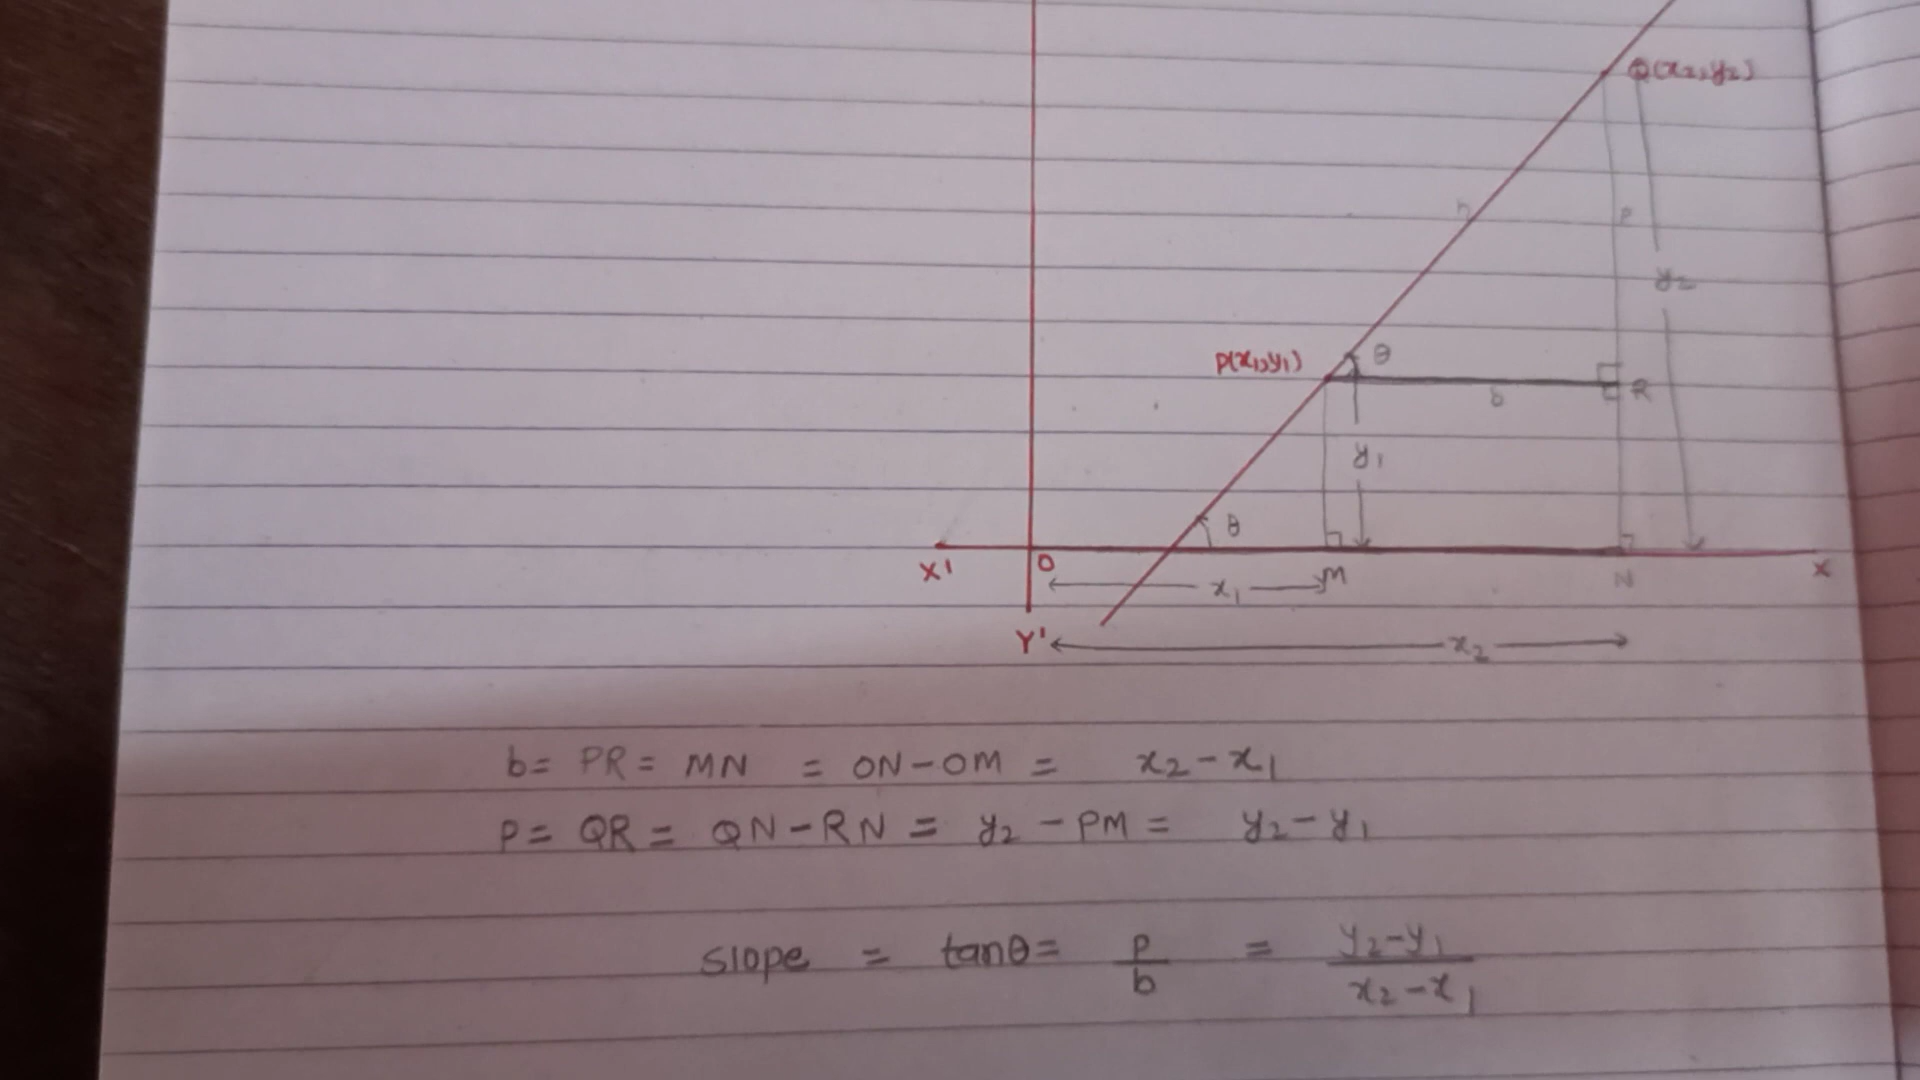 Q(x₂,y₂)
h
P
y₂
P(x₁,y₁)
θ
R
b
y₁
θ
X'
O
M
N
X
x₁
Y'
x₂
b = PR = MN = ON-OM = x₂-x₁
P = QR = QN-RN = y₂-PM = y₂-y₁
slope = tanθ = P/b = y₂-y₁/x₂-x₁